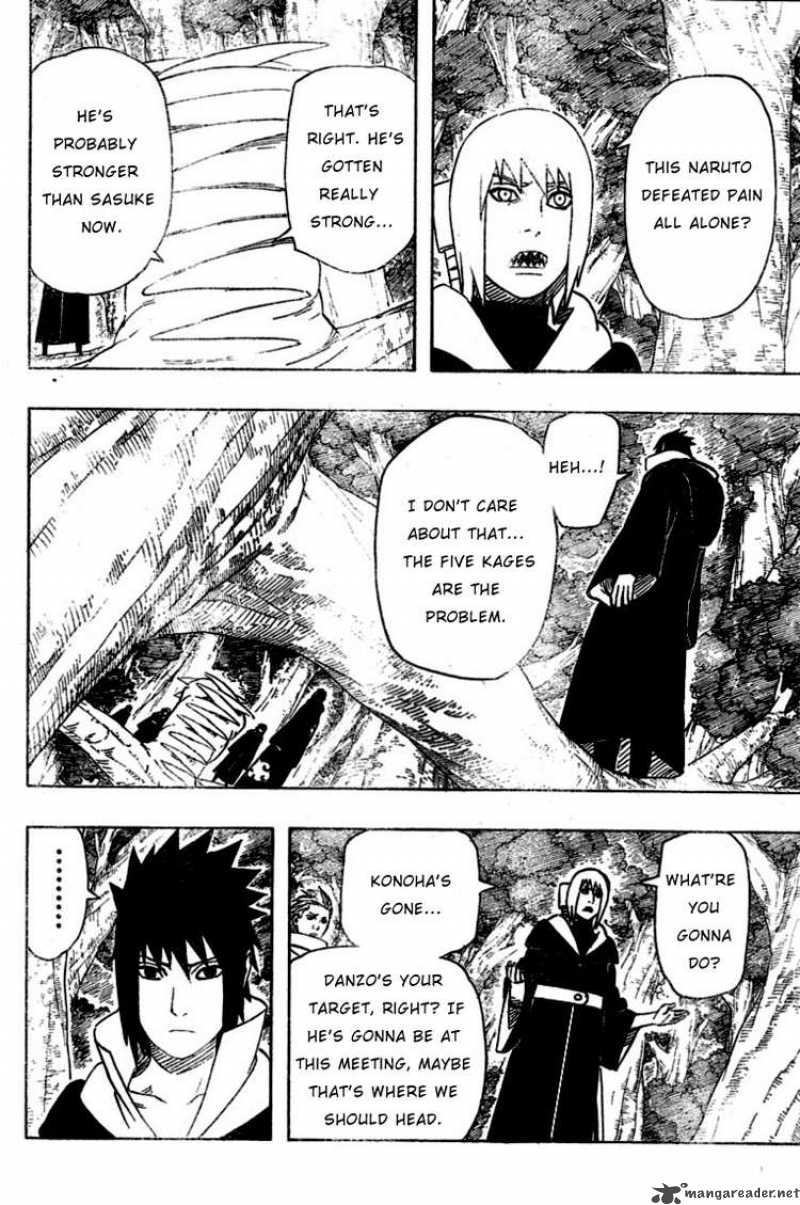 THIS NARUTO
DEFEATED PAIN
ALL ALONE?
THAT'S
RIGHT. HE'S
GOTTEN
REALLY
STRONG...
HE'S
PROBABLY
STRONGER
THAN SASUKE
NOW.
HEH...!
I DON'T CARE
ABOUT THAT...
THE FIVE KAGES
ARE THE
PROBLEM.
WHAT'RE
YOU
GONNA
DO?
KONOHA'S
GONE...
DANZO'S YOUR
TARGET, RIGHT? IF
HE'S GONNA BE AT
THIS MEETING, MAYBE
THAT'S WHERE WE
SHOULD HEAD.
.........
mangareader.net